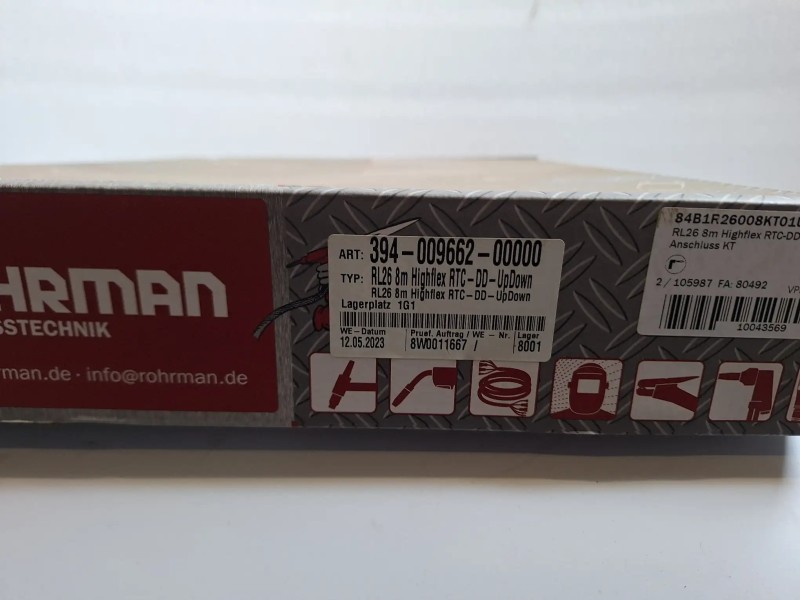 HRMAN
SSTECHNIK
rman.de · info@rohrman.de
ART: 394-009662-00000
TYP: RL26 8m Highflex RTC-DD-UpDown
RL26 8m Highflex RTC-DD-UpDown
Lagerplatz 1G1
WE-Datum Pruef. Auftrag / WE - Nr. Lager
12.05.2023 8W0011667 / 8001
84B1R26008KT01
RL26 8m Highflex RTC-DD
Anschluss KT
2 / 105987 FA: 80492 VP
10043569